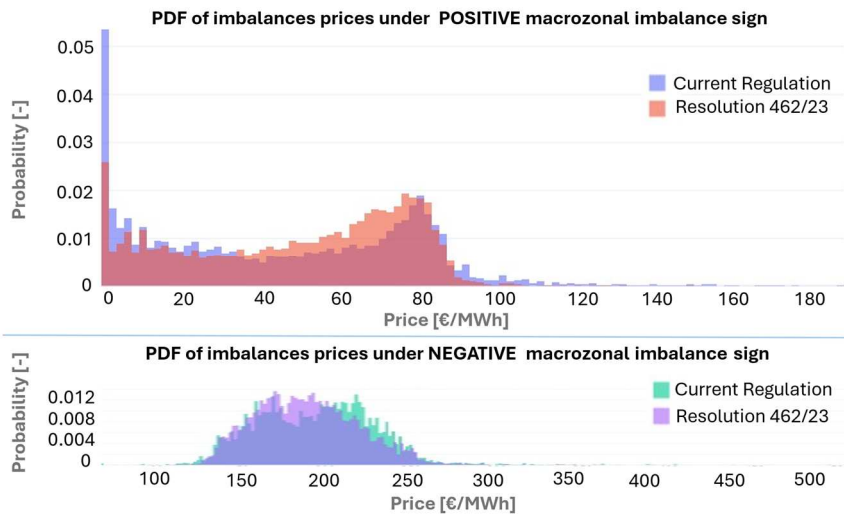 PDF of imbalances prices under POSITIVE macrozonal imbalance sign
0.05
0.04
0.03
0.02
0.01
0
Probability [-]
Current Regulation
Resolution 462/23
0 20 40 60 80 100 120 140 160 180
Price [€/MWh]
PDF of imbalances prices under NEGATIVE macrozonal imbalance sign
0.012
0.008
0.004
0
Probability [-]
Current Regulation
Resolution 462/23
100 150 200 250 300 350 400 450 500
Price [€/MWh]